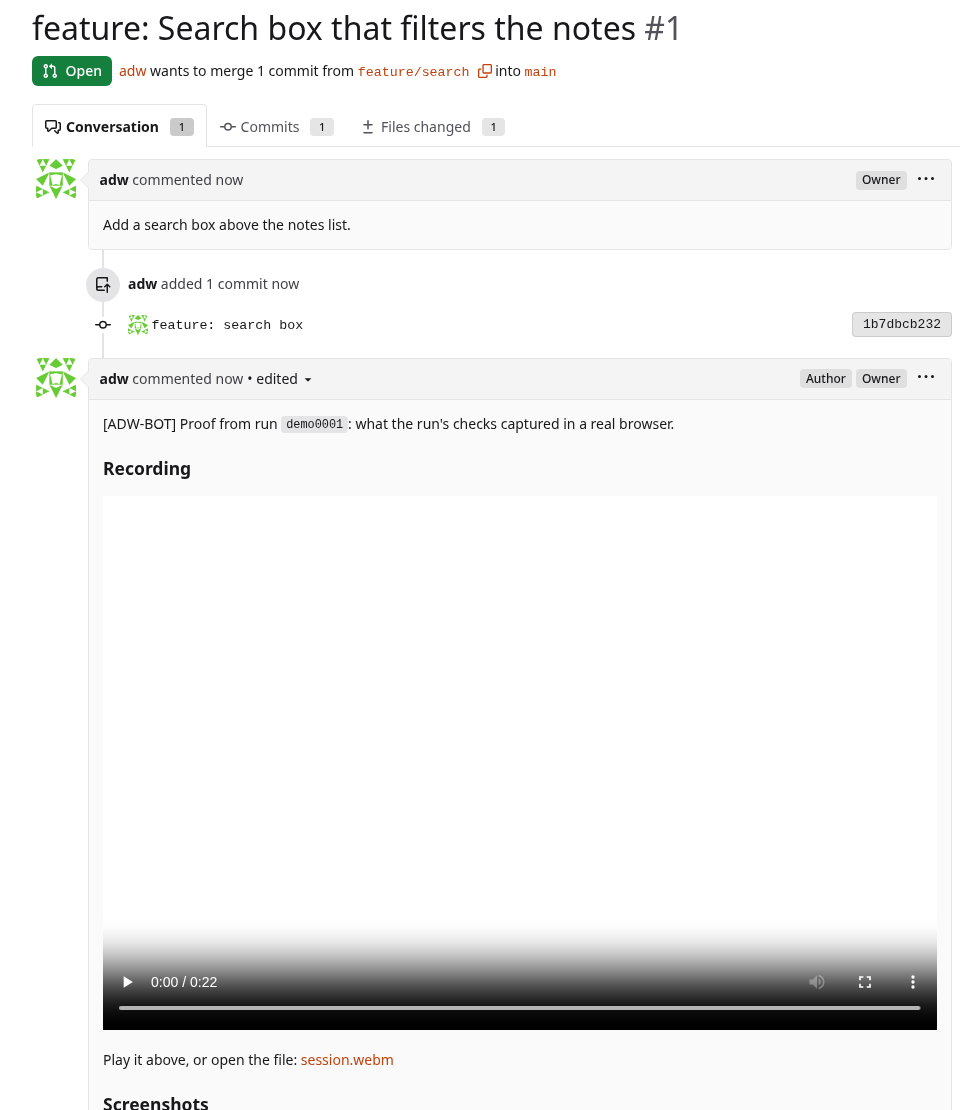 feature: Search box that filters the notes #1
Open adw wants to merge 1 commit from feature/search into main
Conversation 1 Commits 1 Files changed 1
adw commented now Owner
Add a search box above the notes list.
adw added 1 commit now
feature: search box 1b7dbcb232
adw commented now • edited Author Owner
[ADW-BOT] Proof from run demo0001: what the run's checks captured in a real browser.
Recording
0:00 / 0:22
Play it above, or open the file: session.webm
Screenshots